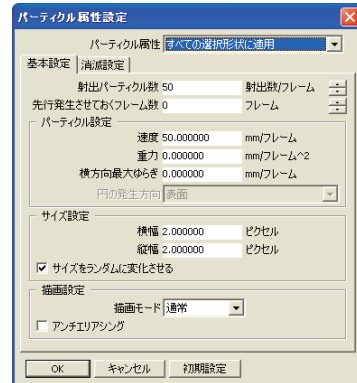 パーティクル属性設定
パーティクル属性 すべての選択形状に適用
基本設定 消滅設定
射出パーティクル数 50 射出数/フレーム
先行発生させておくフレーム数 0 フレーム
パーティクル設定
速度 50.000000 mm/フレーム
重力 0.000000 mm/フレーム^2
横方向最大ゆらぎ 0.000000 mm/フレーム
円の発生方向 表面
サイズ設定
横幅 2.000000 ピクセル
縦幅 2.000000 ピクセル
サイズをランダムに変化させる
描画設定
描画モード 通常
アンチエリアシング
OK キャンセル 初期設定